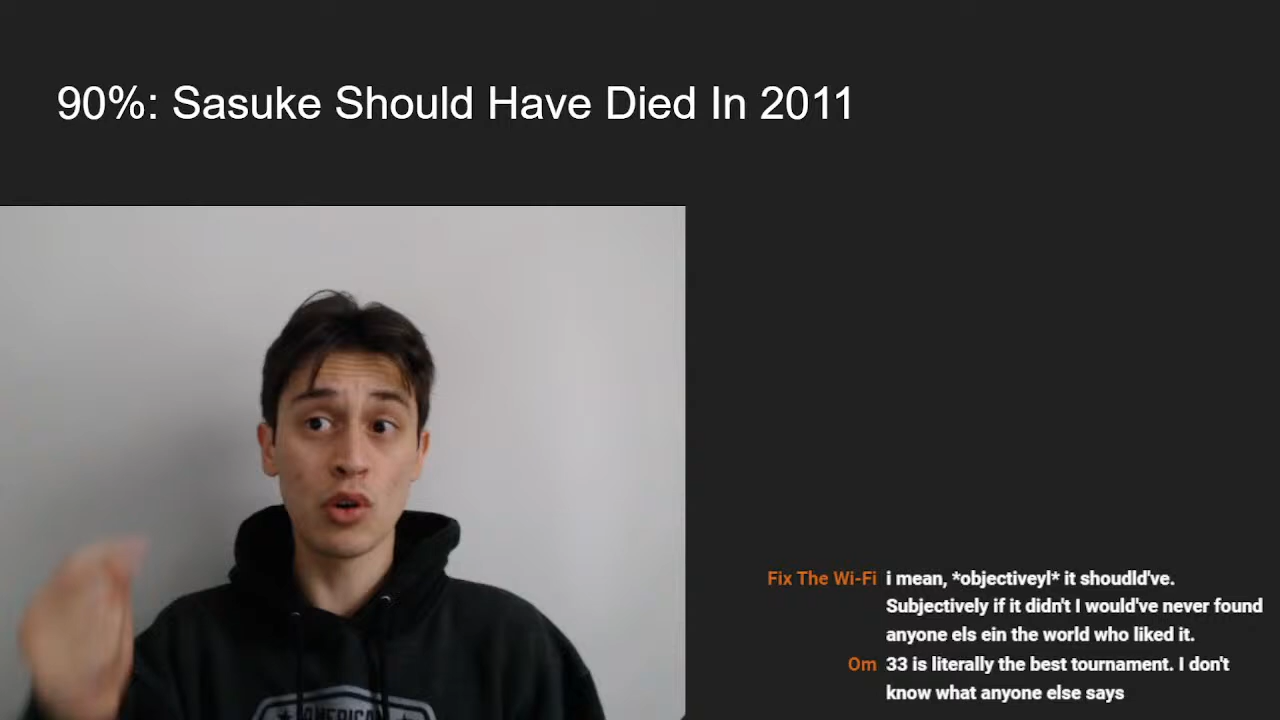 90%: Sasuke Should Have Died In 2011
Fix The Wi-Fi i mean, *objectiveyl* it shoudld've.
Subjectively if it didn't I would've never found
anyone els ein the world who liked it.
Om 33 is literally the best tournament. I don't
know what anyone else says
AMERICAN